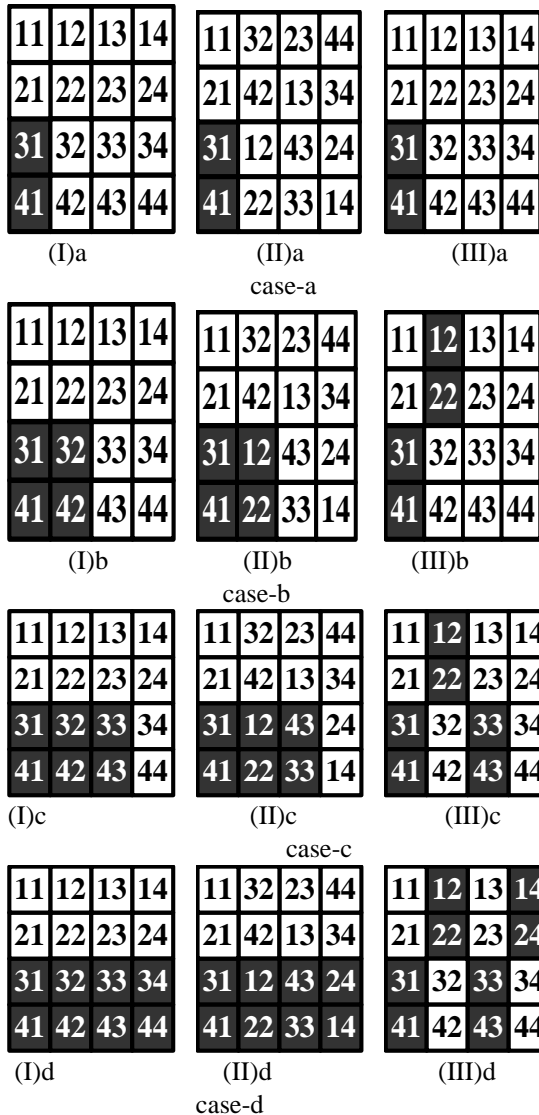 11 12 13 14 11 32 23 44 11 12 13 14
21 22 23 24 21 42 13 34 21 22 23 24
31 32 33 34 31 12 43 24 31 32 33 34
41 42 43 44 41 22 33 14 41 42 43 44
(I)a (II)a (III)a
case-a
11 12 13 14 11 32 23 44 11 12 13 14
21 22 23 24 21 42 13 34 21 22 23 24
31 32 33 34 31 12 43 24 31 32 33 34
41 42 43 44 41 22 33 14 41 42 43 44
(I)b (II)b (III)b
case-b
11 12 13 14 11 32 23 44 11 12 13 14
21 22 23 24 21 42 13 34 21 22 23 24
31 32 33 34 31 12 43 24 31 32 33 34
41 42 43 44 41 22 33 14 41 42 43 44
(I)c (II)c (III)c
case-c
11 12 13 14 11 32 23 44 11 12 13 14
21 22 23 24 21 42 13 34 21 22 23 24
31 32 33 34 31 12 43 24 31 32 33 34
41 42 43 44 41 22 33 14 41 42 43 44
(I)d (II)d (III)d
case-d